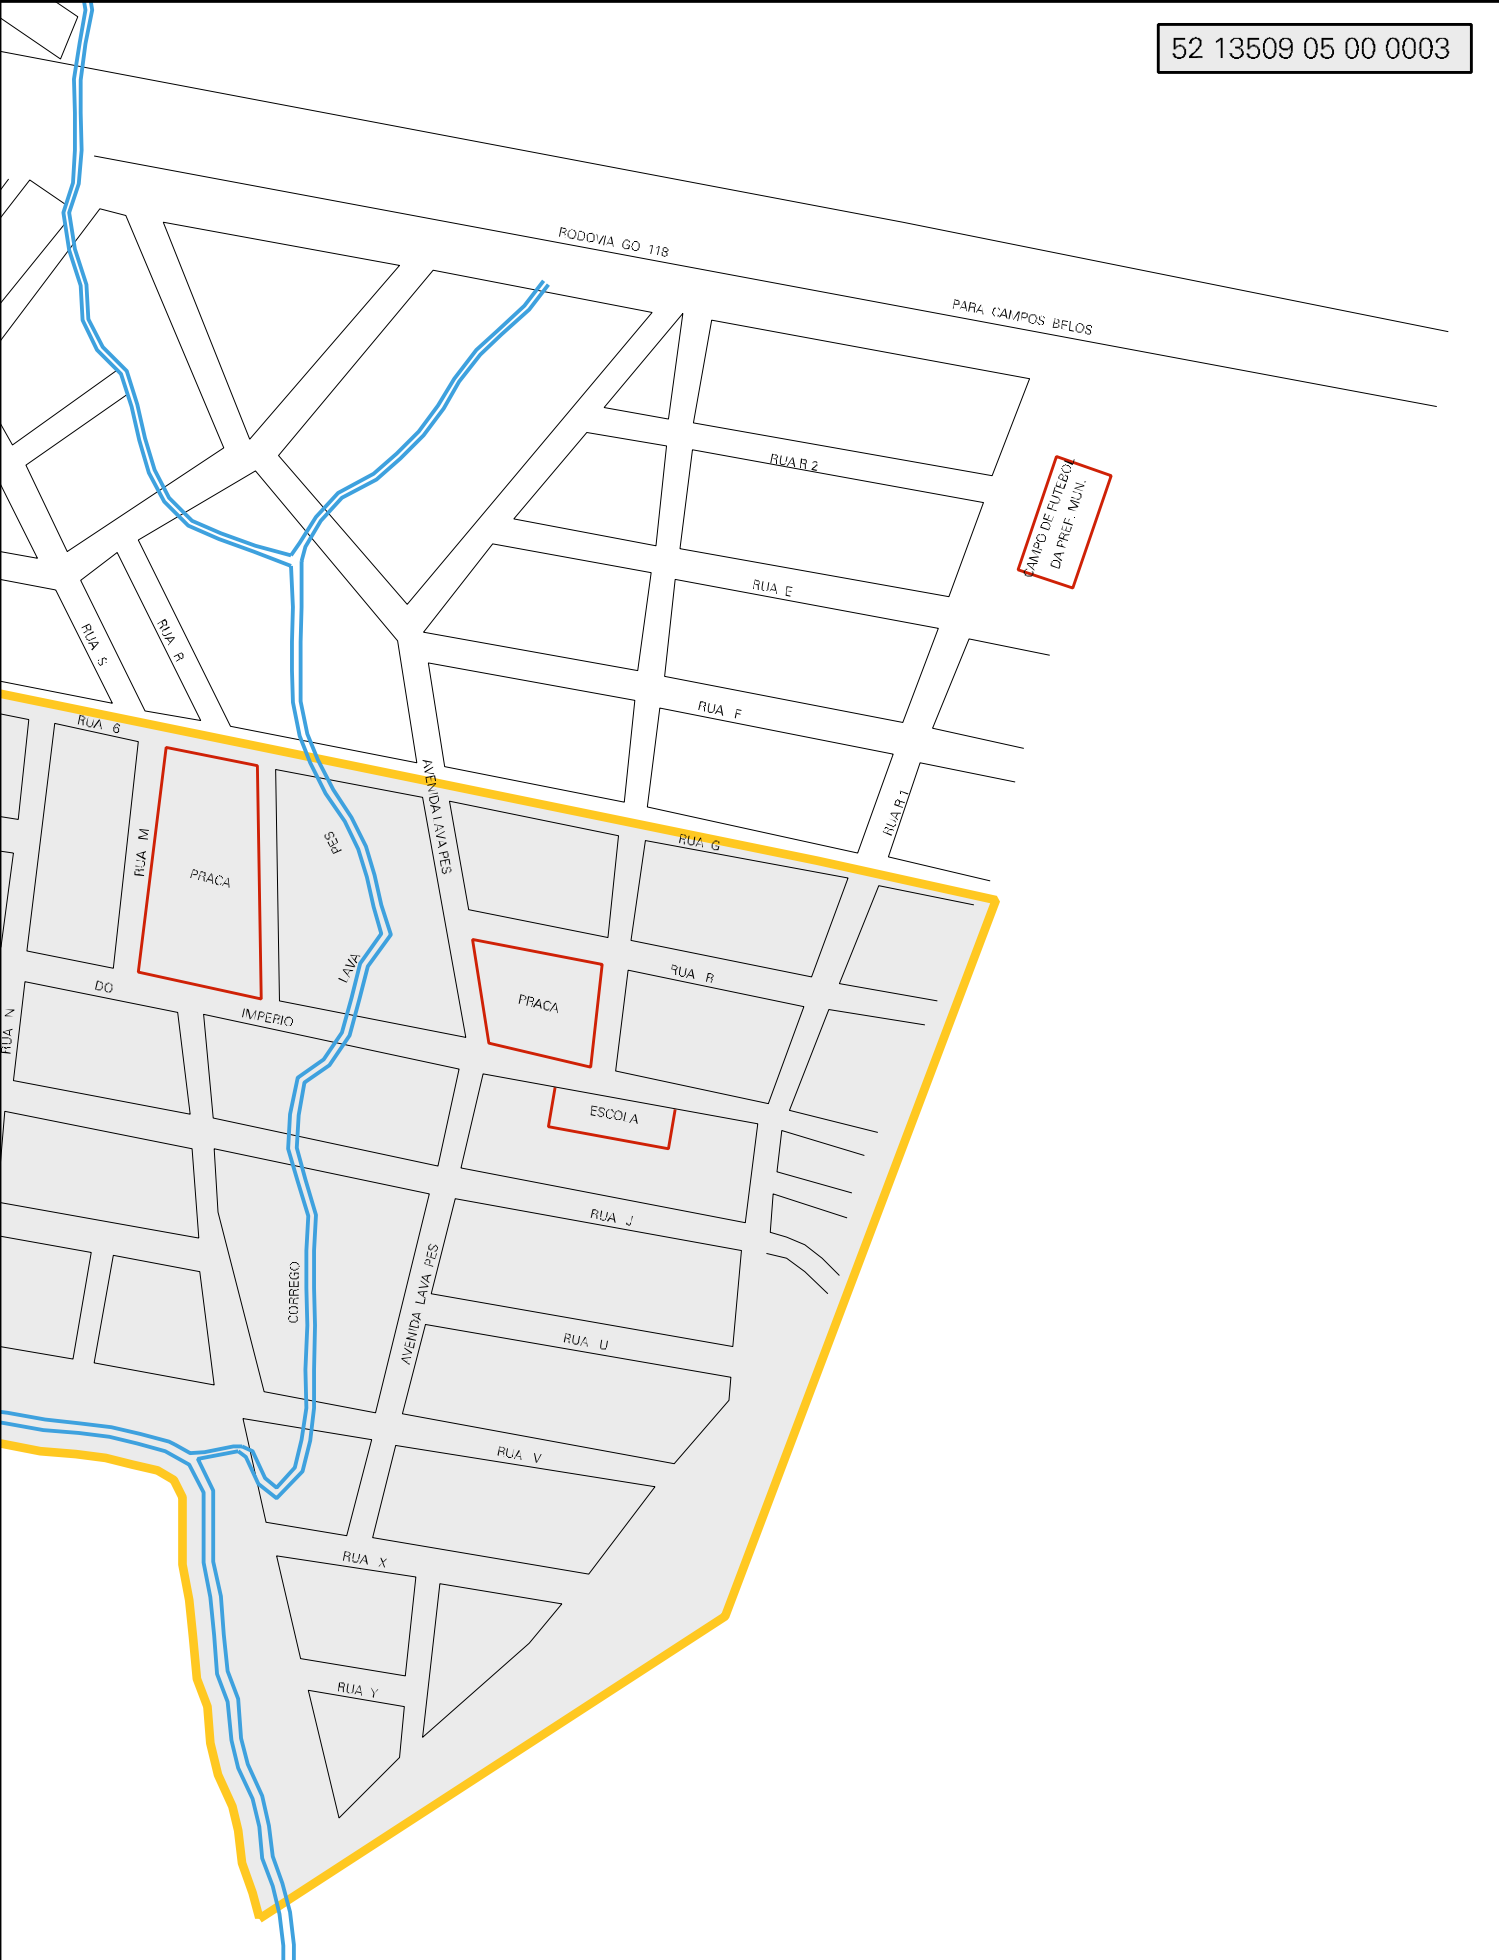 52 13509 05 00 0003
RODOVIA GO 118
PARA CAMPOS BELOS
RUA R 2
CAMPO DE FUTEBOL
DA PREF. MUN.
RUA E
RUA S
RUA R
RUA F
RUA 6
AVENIDA LAVA PES
RUA R 1
RUA G
RUA M
PES
PRACA
LAVA
RUA R
DO
PRACA
IMPERIO
RUA N
ESCOLA
RUA J
CORREGO
AVENIDA LAVA PES
RUA U
RUA V
RUA X
RUA Y